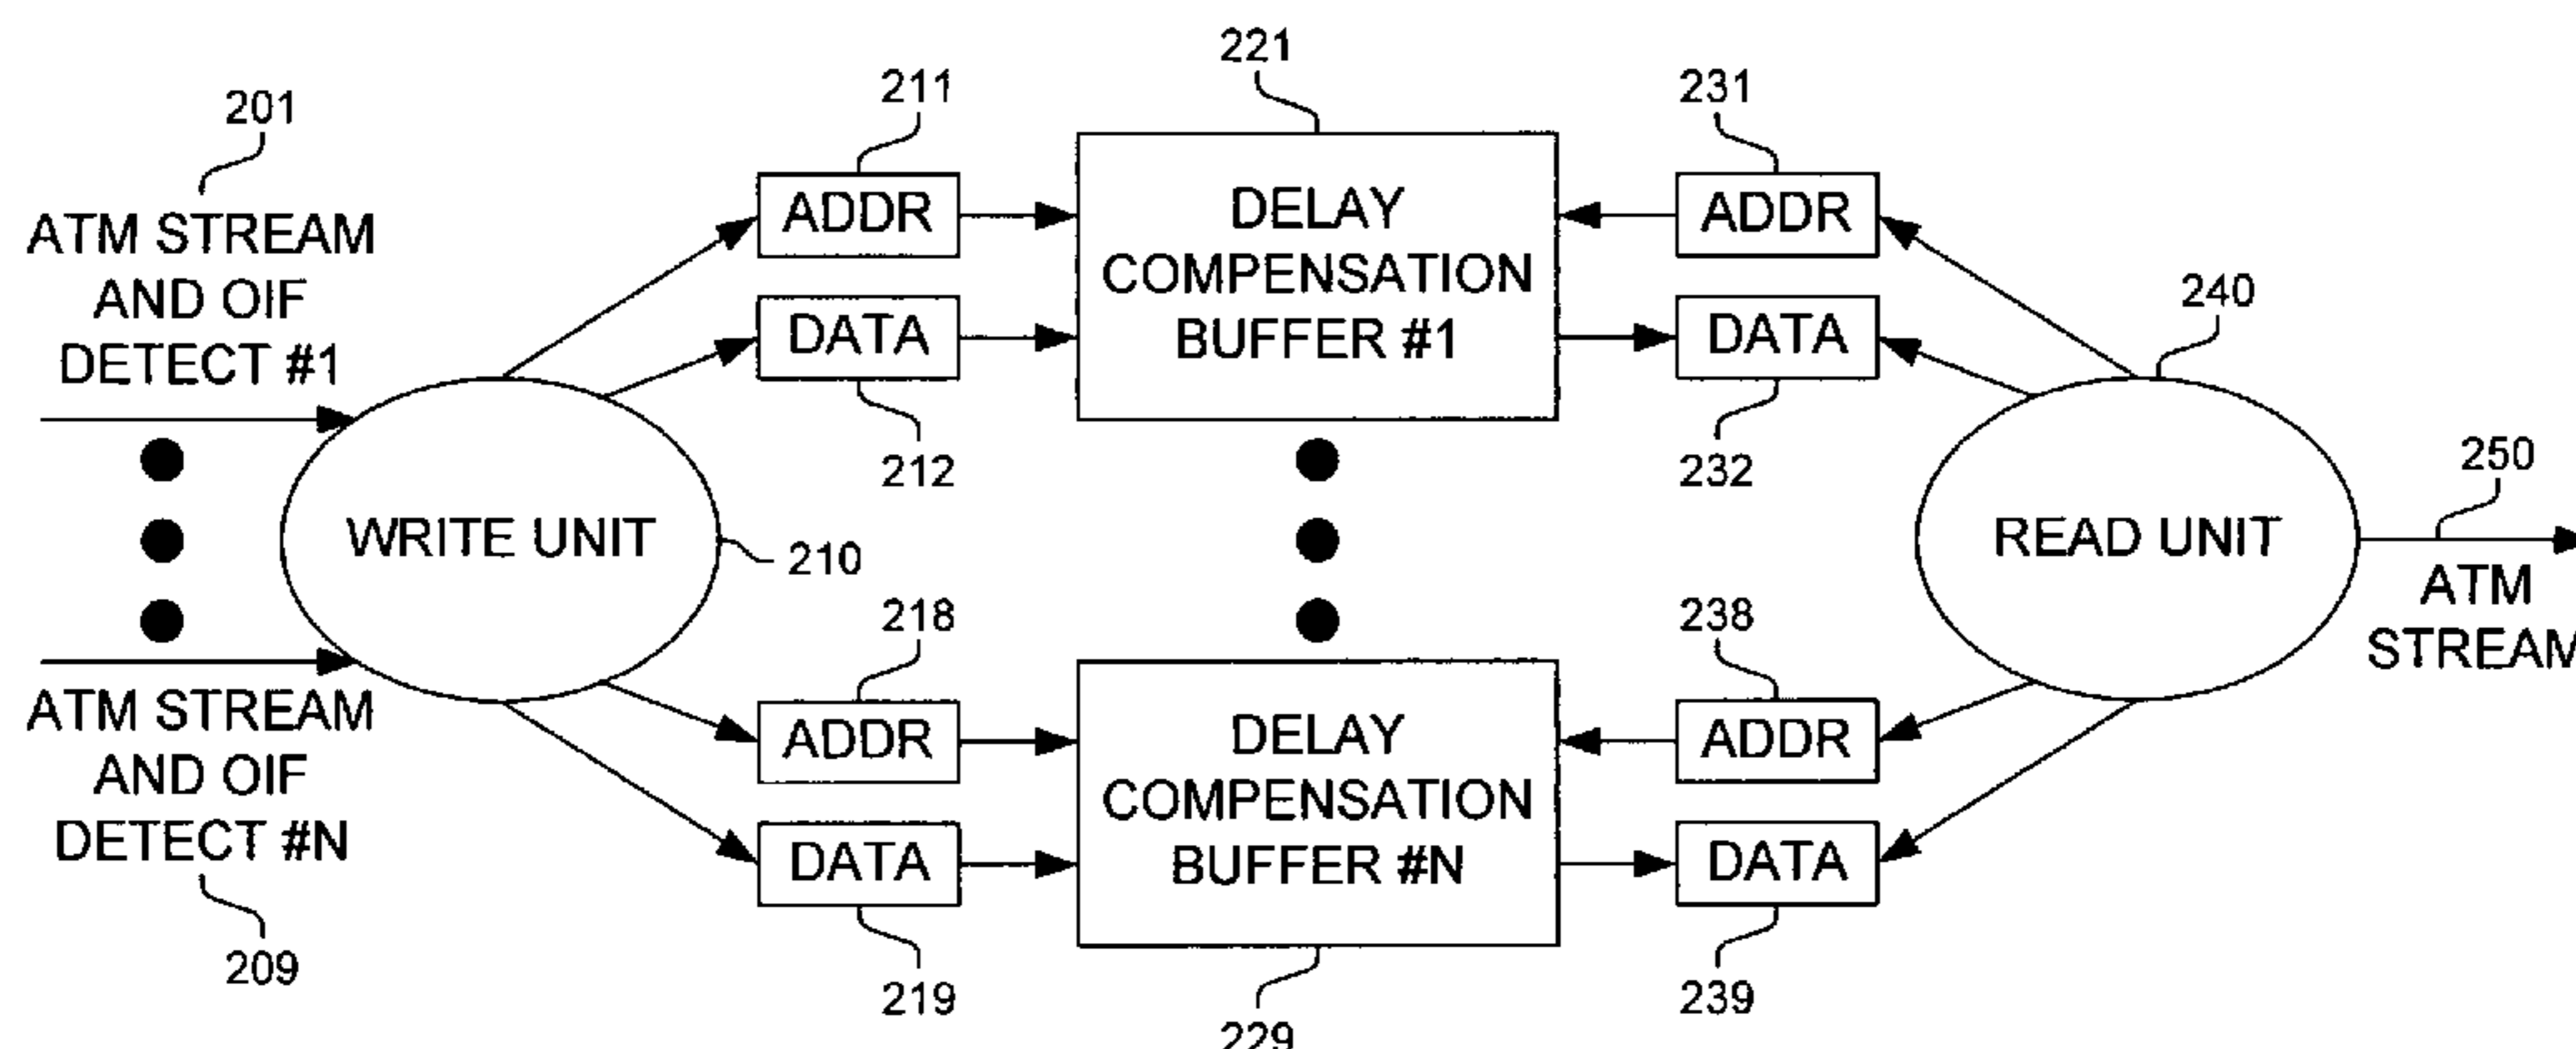 221
211
231
201
ATM STREAM
AND OIF
DETECT #1
ADDR
DATA
DELAY
COMPENSATION
BUFFER #1
ADDR
DATA
240
212
232
250
WRITE UNIT
210
READ UNIT
ATM
STREAM
218
238
ATM STREAM
AND OIF
DETECT #N
209
ADDR
DATA
DELAY
COMPENSATION
BUFFER #N
ADDR
DATA
219
239
229